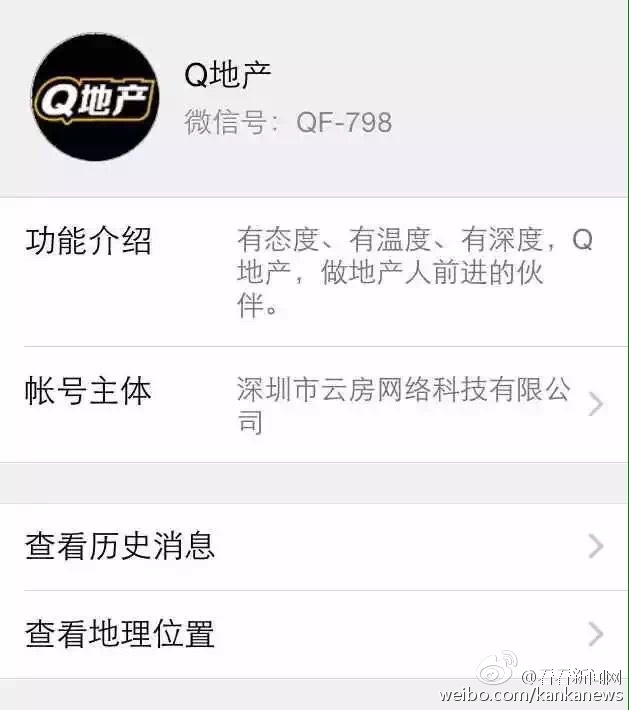 Q地产
Q地产
微信号：QF-798
功能介绍
有态度、有温度、有深度，Q
地产，做地产人前进的伙
伴。
帐号主体
深圳市云房网络科技有限公
司
查看历史消息
查看地理位置
@看看新闻网
weibo.com/kankanews